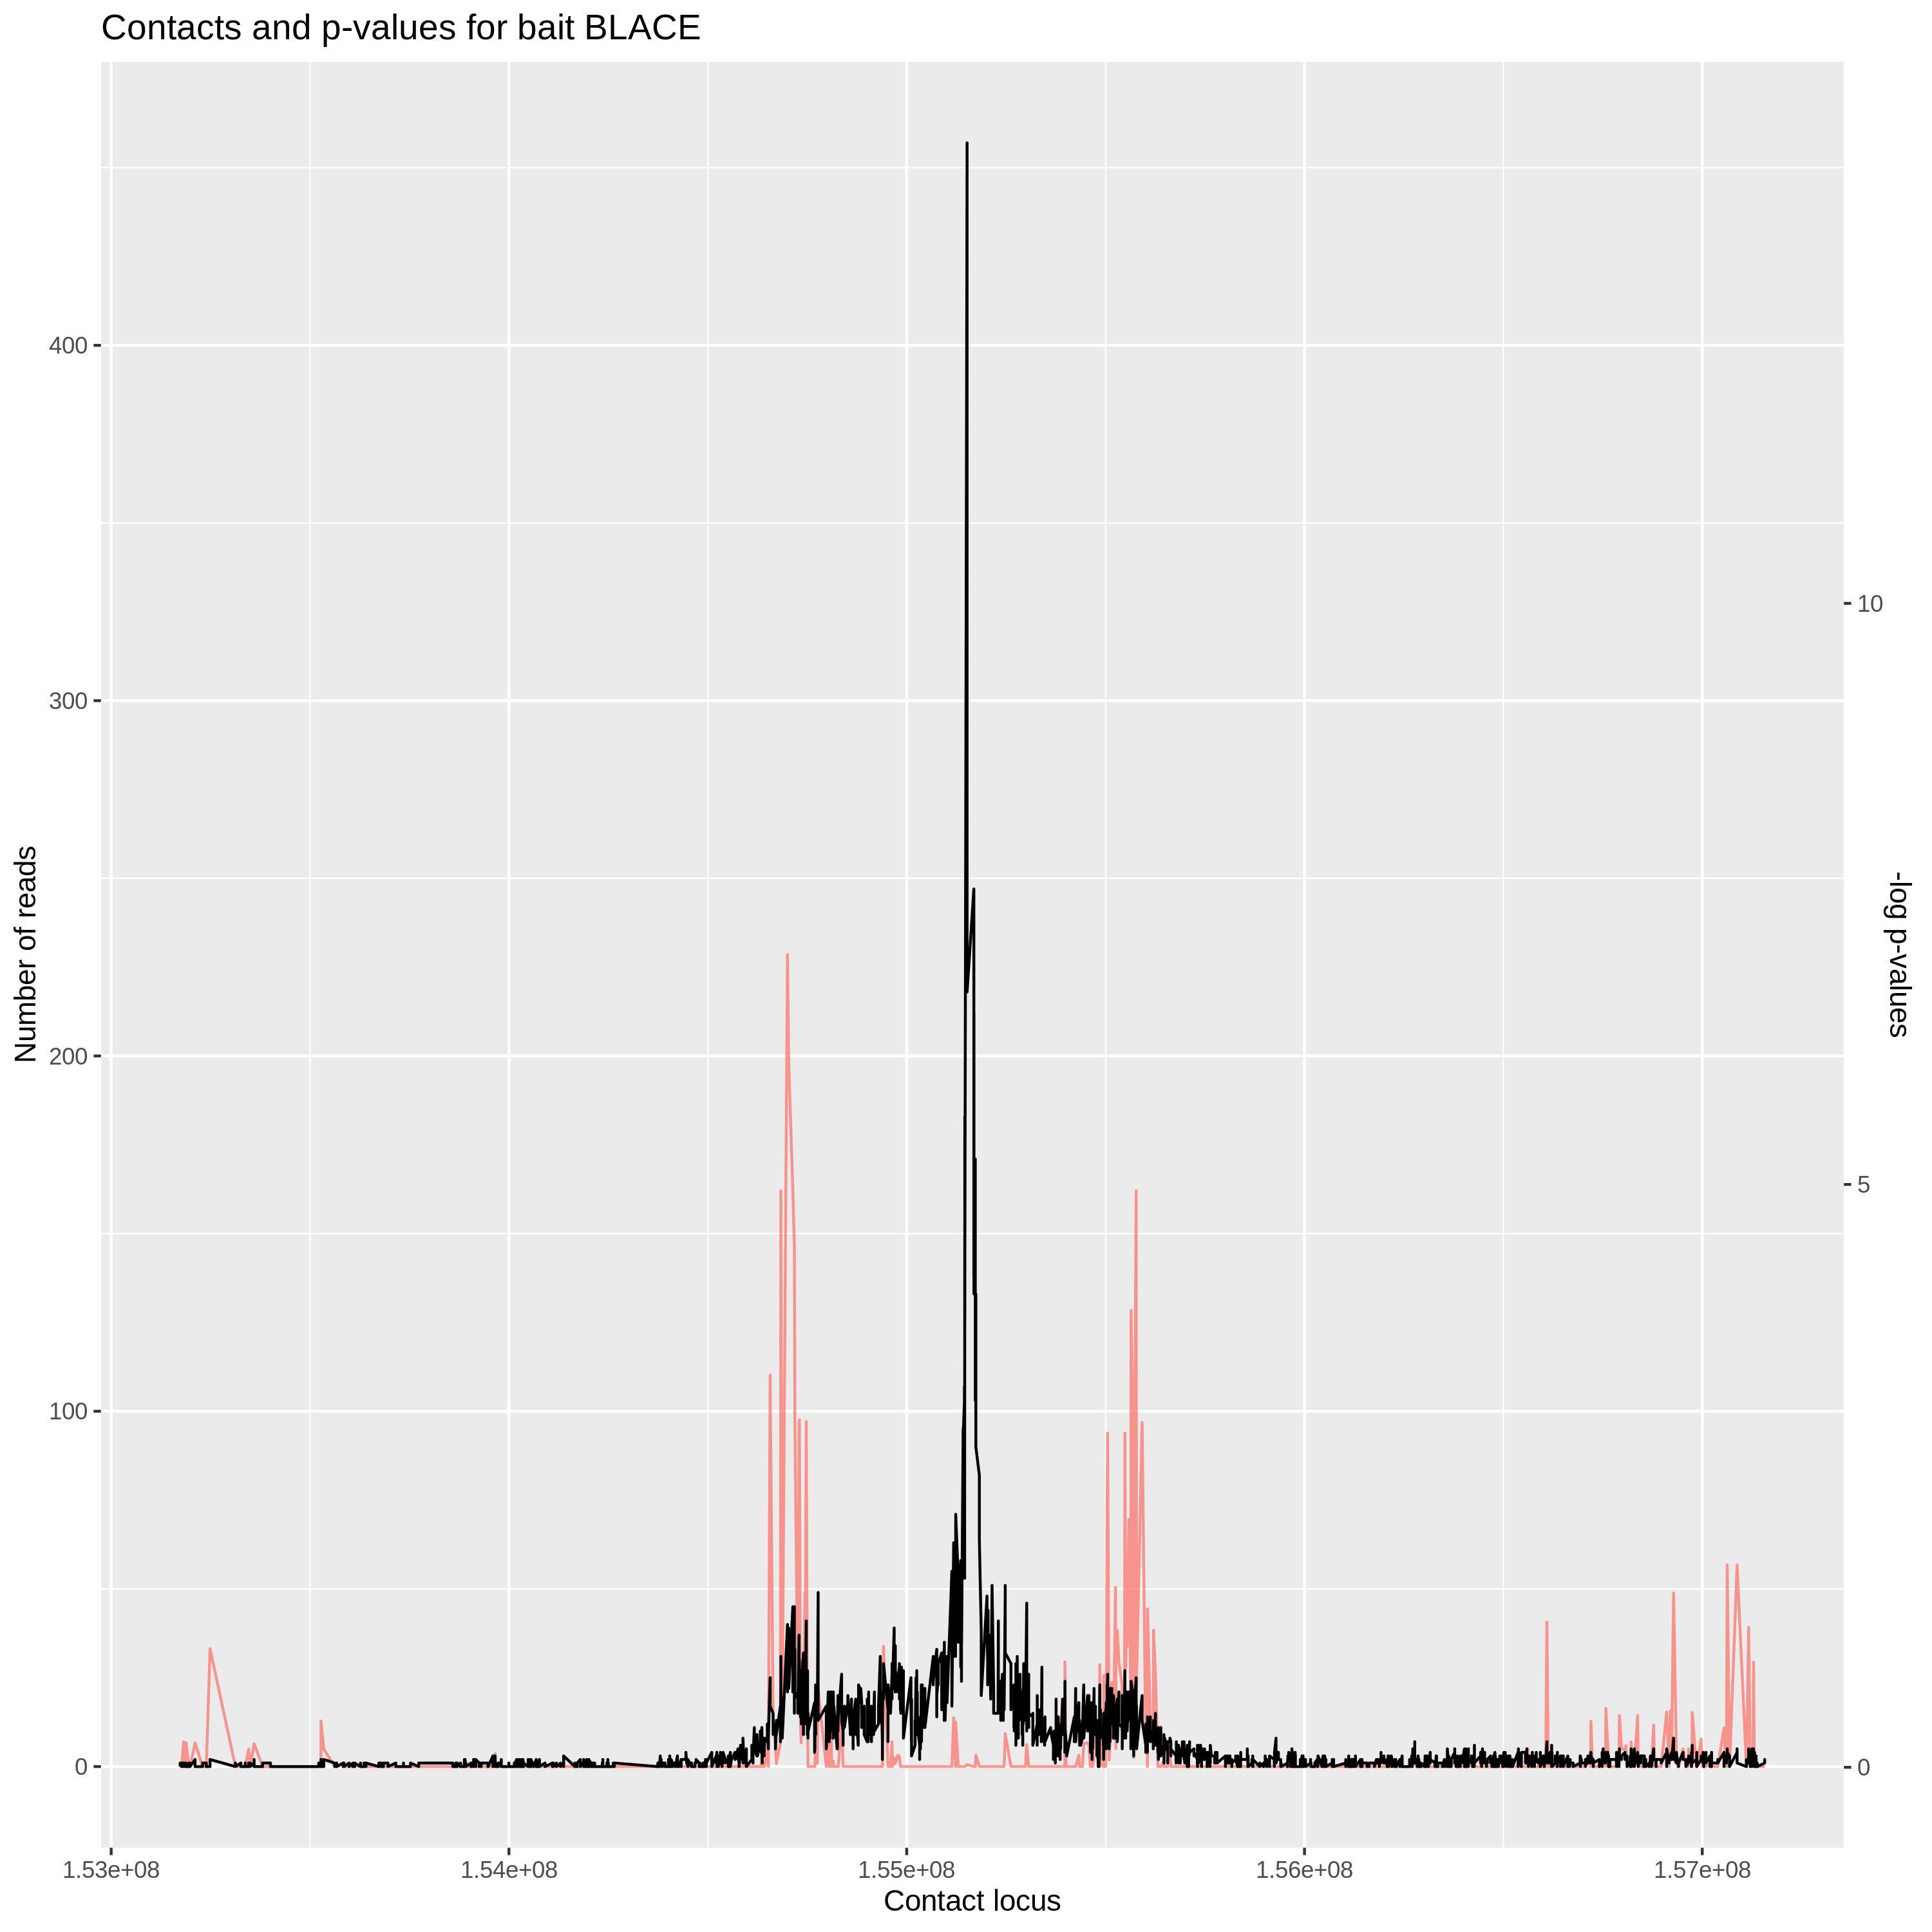 Contacts and p-values for bait BLACE
Number of reads
400
300
200
100
0
10
5
0
-log p-values
1.53e+08
1.54e+08
1.55e+08
1.56e+08
1.57e+08
Contact locus